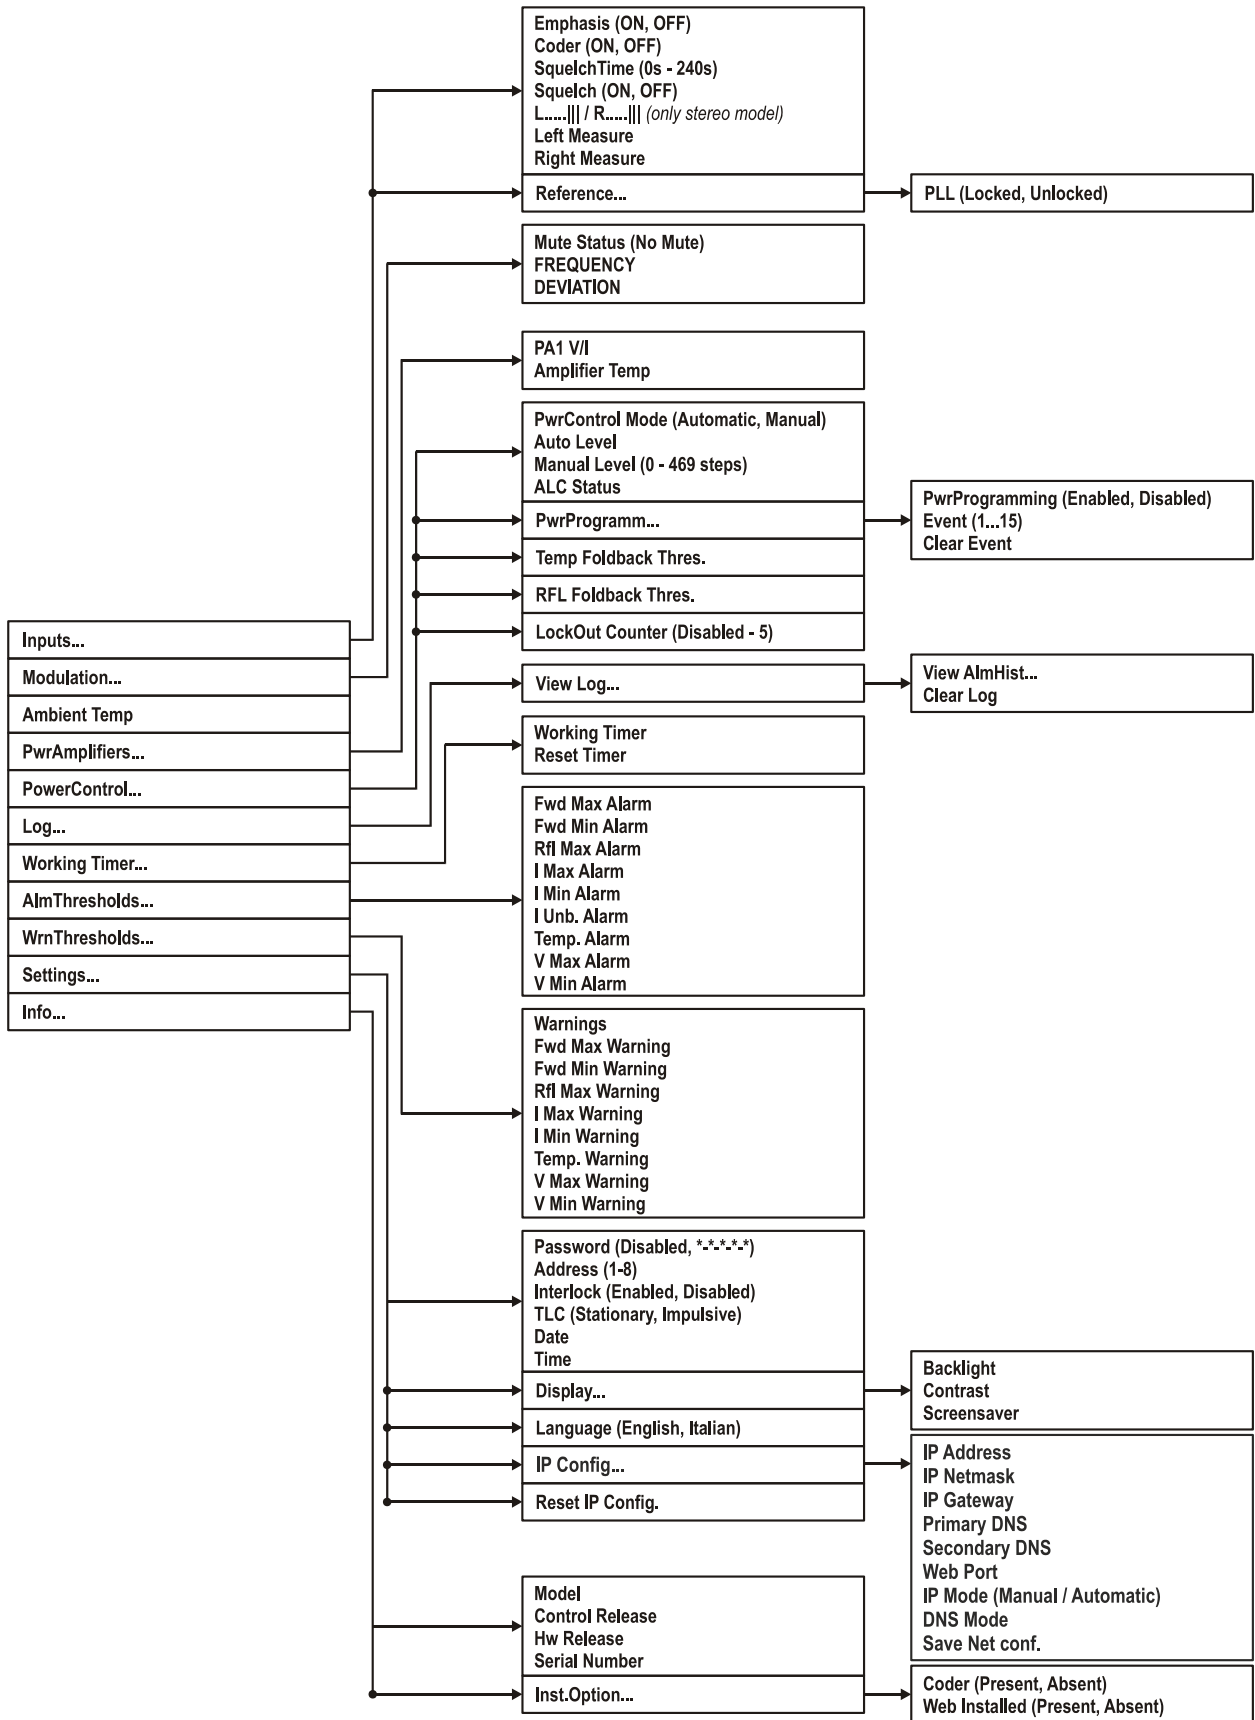 Emphasis (ON, OFF)
Coder (ON, OFF)
SquelchTime (0s - 240s)
Squelch (ON, OFF)
L.....||| / R.....||| (only stereo model)
Left Measure
Right Measure
Reference...
PLL (Locked, Unlocked)
Mute Status (No Mute)
FREQUENCY
DEVIATION
PA1 V/I
Amplifier Temp
PwrControl Mode (Automatic, Manual)
Auto Level
Manual Level (0 - 469 steps)
ALC Status
PwrProgramm...
PwrProgramming (Enabled, Disabled)
Event (1...15)
Clear Event
Temp Foldback Thres.
RFL Foldback Thres.
LockOut Counter (Disabled - 5)
Inputs...
Modulation...
Ambient Temp
PwrAmplifiers...
PowerControl...
Log...
Working Timer...
AlmThresholds...
WrnThresholds...
Settings...
Info...
View Log...
View AlmHist...
Clear Log
Working Timer
Reset Timer
Fwd Max Alarm
Fwd Min Alarm
Rfl Max Alarm
I Max Alarm
I Min Alarm
I Unb. Alarm
Temp. Alarm
V Max Alarm
V Min Alarm
Warnings
Fwd Max Warning
Fwd Min Warning
Rfl Max Warning
I Max Warning
I Min Warning
Temp. Warning
V Max Warning
V Min Warning
Password (Disabled, *-*-*-*-*)
Address (1-8)
Interlock (Enabled, Disabled)
TLC (Stationary, Impulsive)
Date
Time
Display...
Backlight
Contrast
Screensaver
Language (English, Italian)
IP Config...
IP Address
IP Netmask
IP Gateway
Primary DNS
Secondary DNS
Web Port
IP Mode (Manual / Automatic)
DNS Mode
Save Net conf.
Reset IP Config.
Model
Control Release
Hw Release
Serial Number
Inst.Option...
Coder (Present, Absent)
Web Installed (Present, Absent)